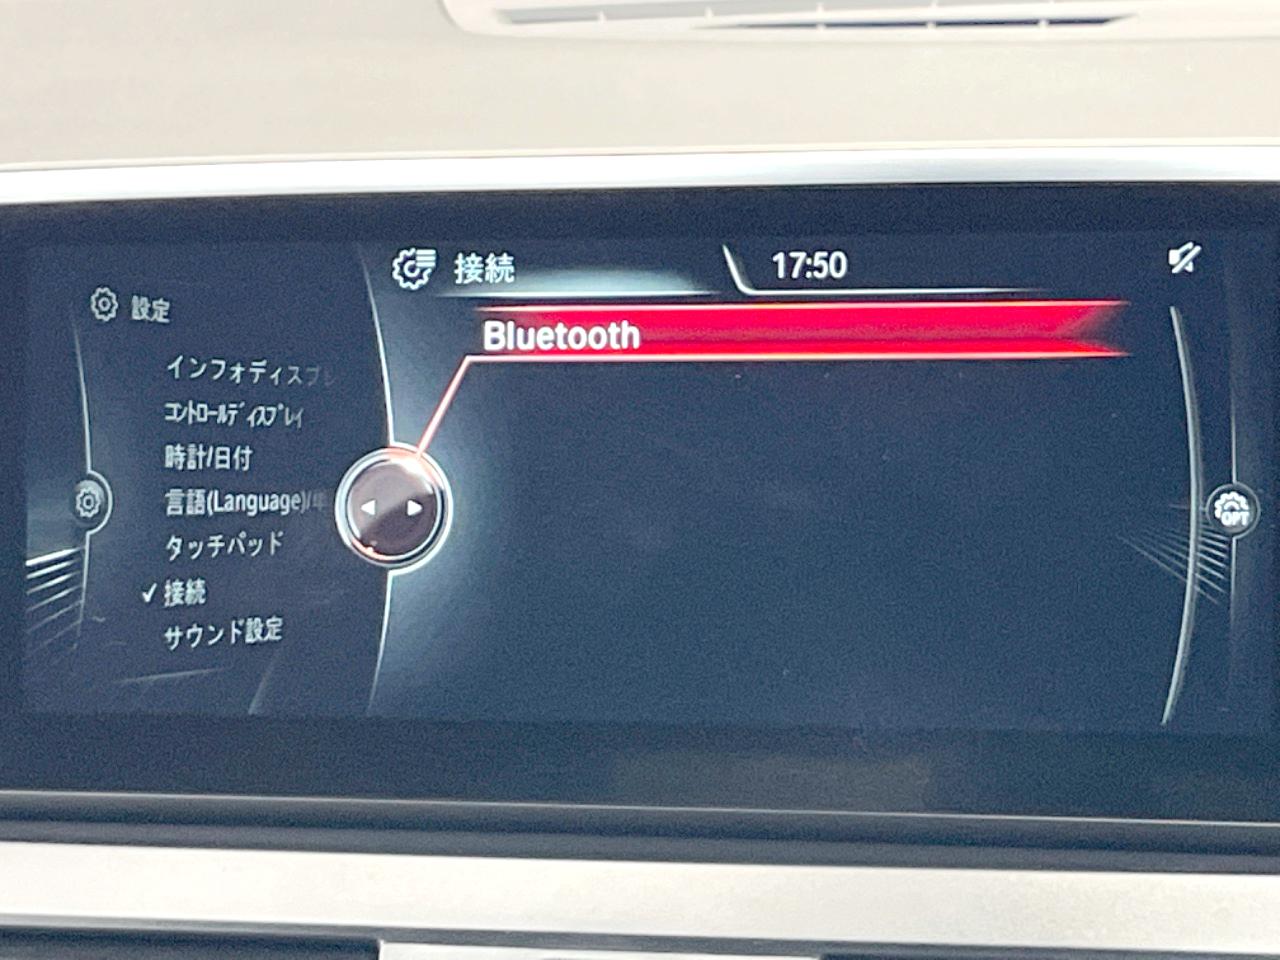 接続
17:50
設定
Bluetooth
インフォディスプレ
コントロールディスプレイ
時計/日付
言語(Language)/
タッチパッド
✓ 接続
サウンド設定
OPT